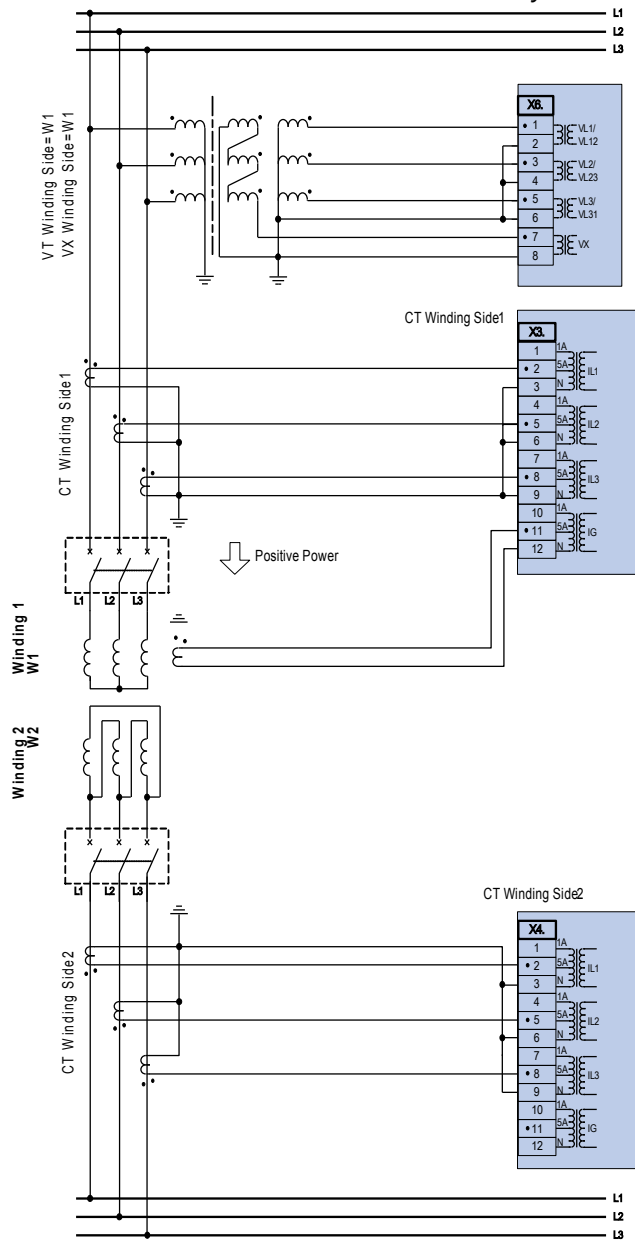 L1
L2
L3
VT Winding Side=W1
VX Winding Side=W1
X6.
1
2
3
4
5
6
7
8
VL1/
VL12
VL2/
VL23
VL3/
VL31
VX
CT Winding Side1
CT Winding Side1
X3.
1
2
3
4
5
6
7
8
9
10
11
12
1A
5A
N
IL1
1A
5A
N
IL2
1A
5A
N
IL3
1A
5A
N
IG
Positive Power
L1 L2 L3
Winding 1
W1
Winding 2
W2
L1 L2 L3
CT Winding Side2
CT Winding Side2
X4.
1
2
3
4
5
6
7
8
9
10
11
12
1A
5A
N
IL1
1A
5A
N
IL2
1A
5A
N
IL3
1A
5A
N
IG
L1
L2
L3